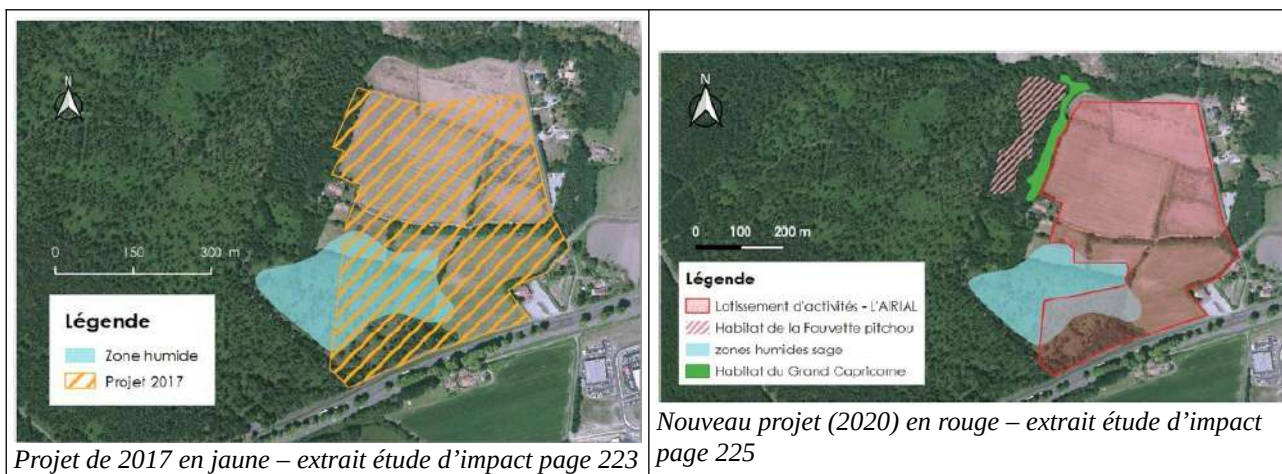 N
0 150 300 m
Légende
Zone humide
Projet 2017
Projet de 2017 en jaune – extrait étude d'impact page 223
N
0 100 200 m
Légende
Lotissement d'activités - L'AIRIAL
Habitat de la Fauvette pitchou
zones humides sage
Habitat du Grand Capricorne
Nouveau projet (2020) en rouge – extrait étude d'impact
page 225